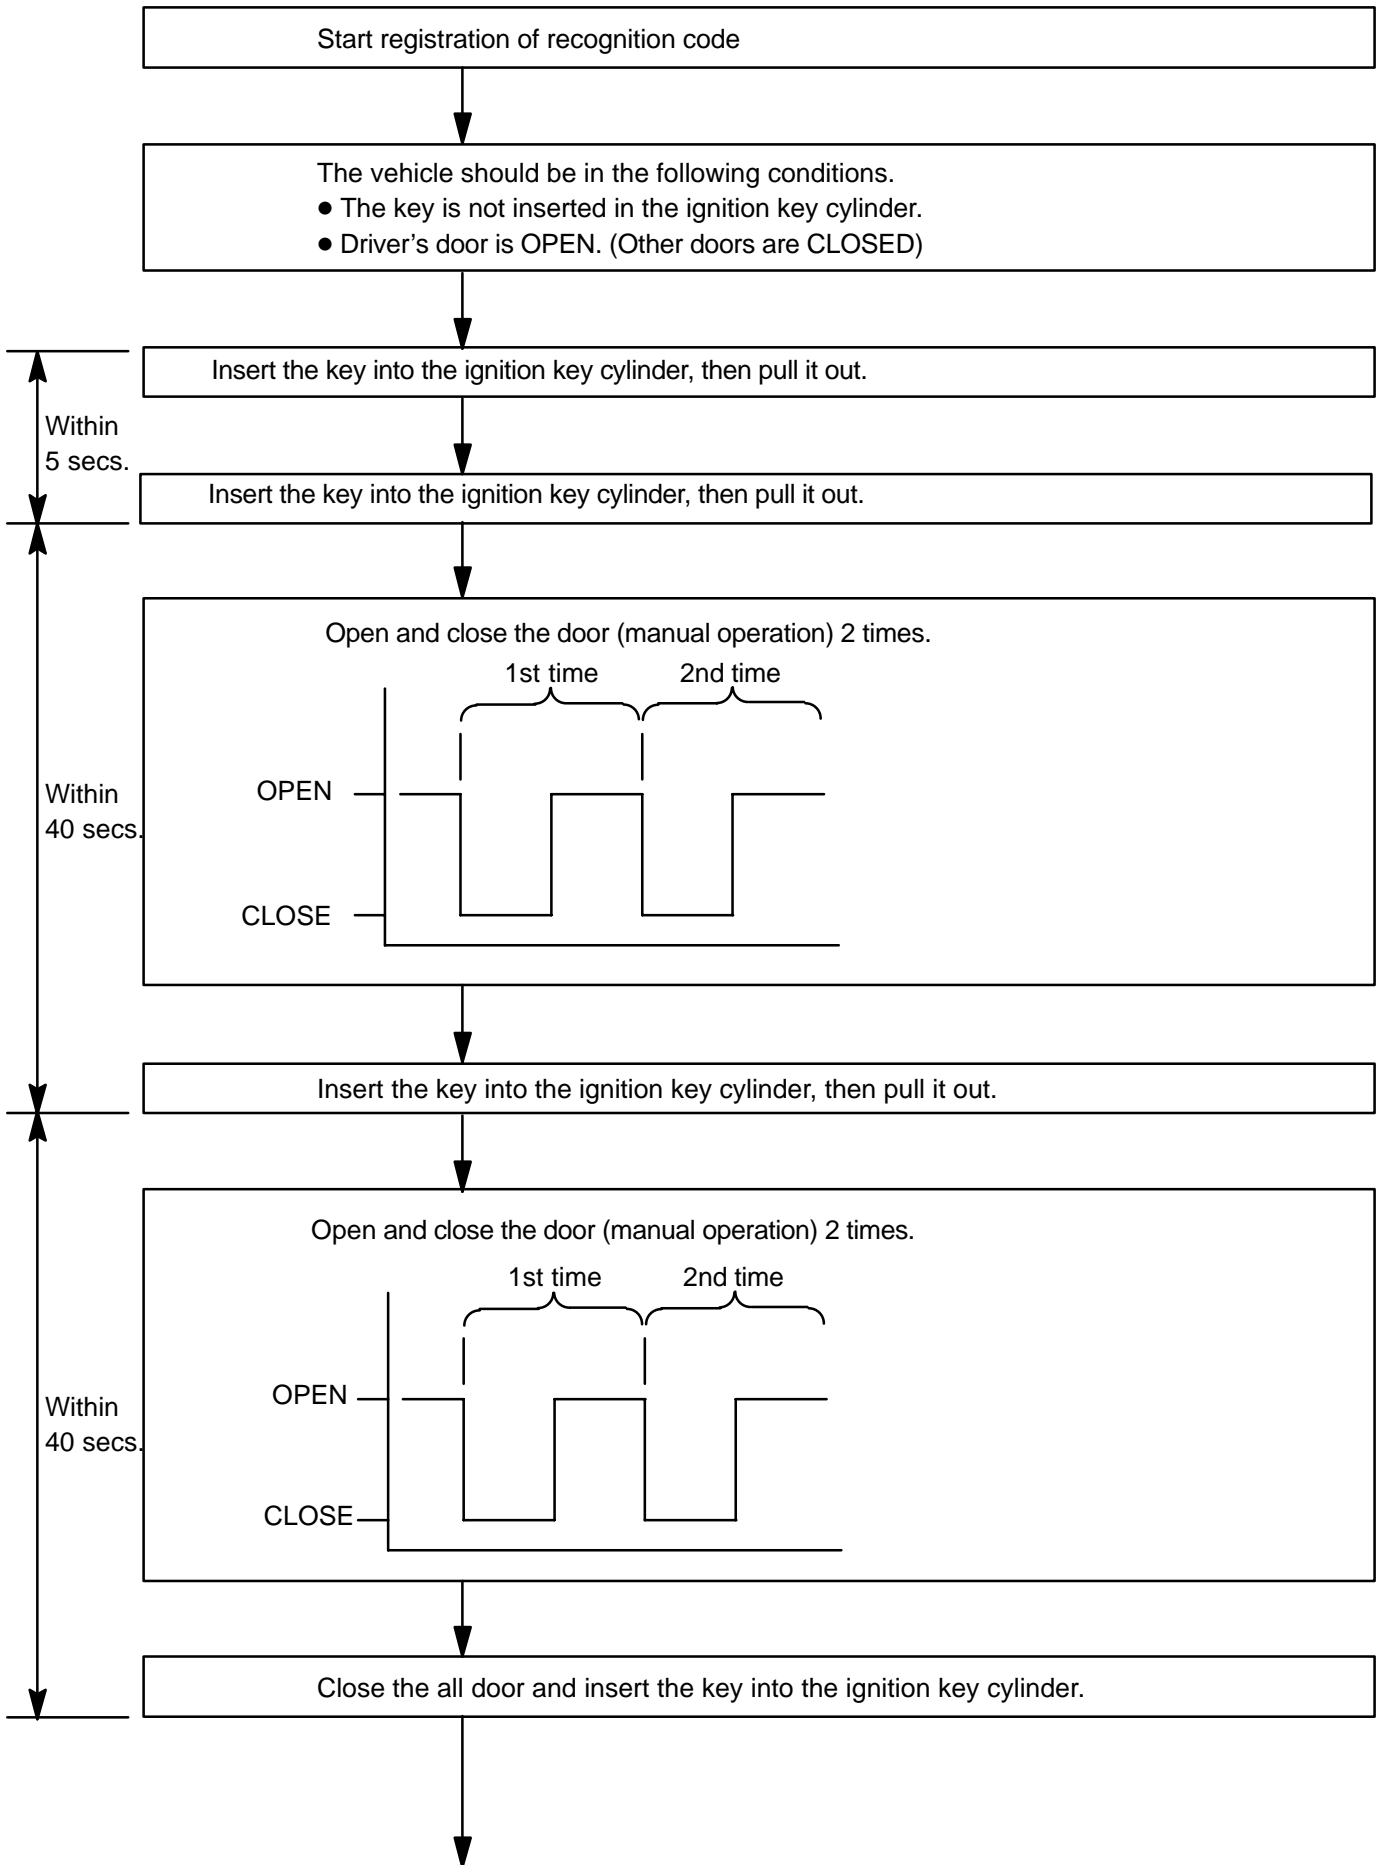 Start registration of recognition code
The vehicle should be in the following conditions.
● The key is not inserted in the ignition key cylinder.
● Driver’s door is OPEN. (Other doors are CLOSED)
Insert the key into the ignition key cylinder, then pull it out.
Within
5 secs.
Insert the key into the ignition key cylinder, then pull it out.
Open and close the door (manual operation) 2 times.
1st time 2nd time
Within
40 secs.
OPEN
CLOSE
Insert the key into the ignition key cylinder, then pull it out.
Open and close the door (manual operation) 2 times.
1st time 2nd time
Within
40 secs.
OPEN
CLOSE
Close the all door and insert the key into the ignition key cylinder.